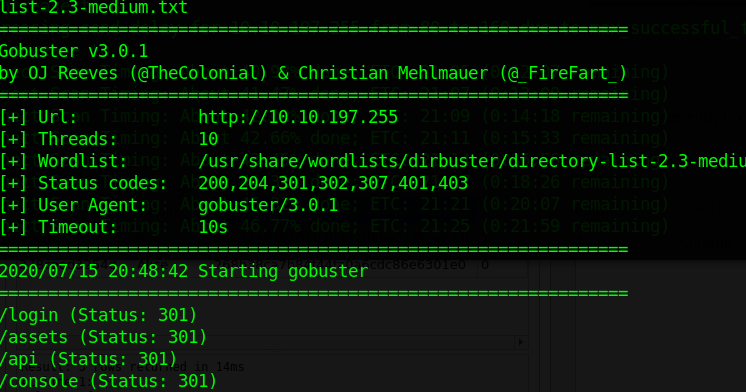 list-2.3-medium.txt
===============================================================
Gobuster v3.0.1
by OJ Reeves (@TheColonial) & Christian Mehlmauer (@_FireFart_)
===============================================================
[+] Url: http://10.10.197.255
[+] Threads: 10
[+] Wordlist: /usr/share/wordlists/dirbuster/directory-list-2.3-mediu
[+] Status codes: 200,204,301,302,307,401,403
[+] User Agent: gobuster/3.0.1
[+] Timeout: 10s
===============================================================
2020/07/15 20:48:42 Starting gobuster
===============================================================
/login (Status: 301)
/assets (Status: 301)
/api (Status: 301)
/console (Status: 301)